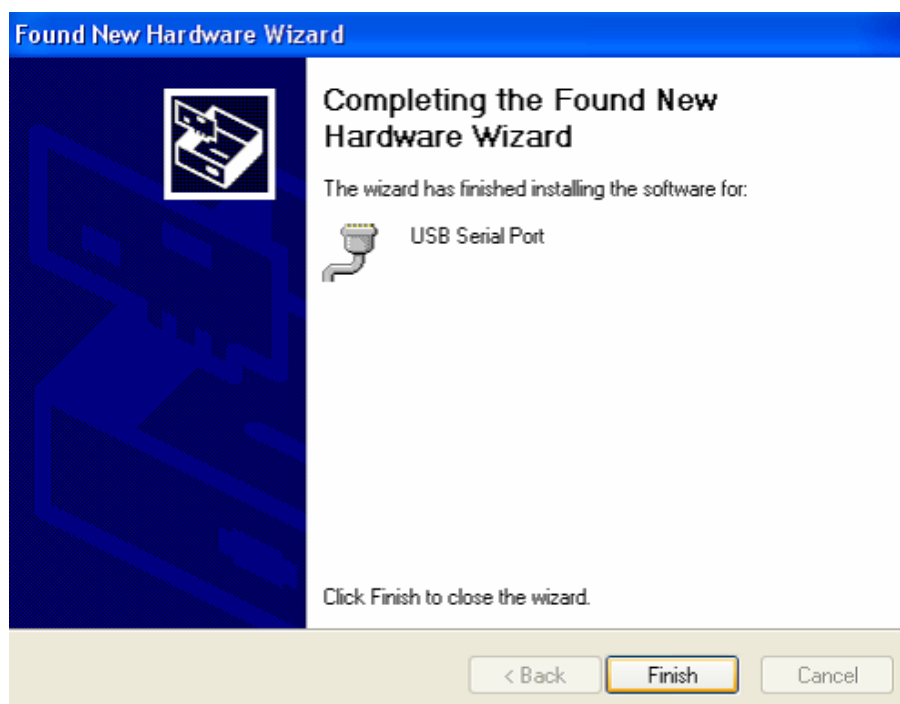 Found New Hardware Wizard
Completing the Found New
Hardware Wizard
The wizard has finished installing the software for:
USB Serial Port
Click Finish to close the wizard.
< Back
Finish
Cancel